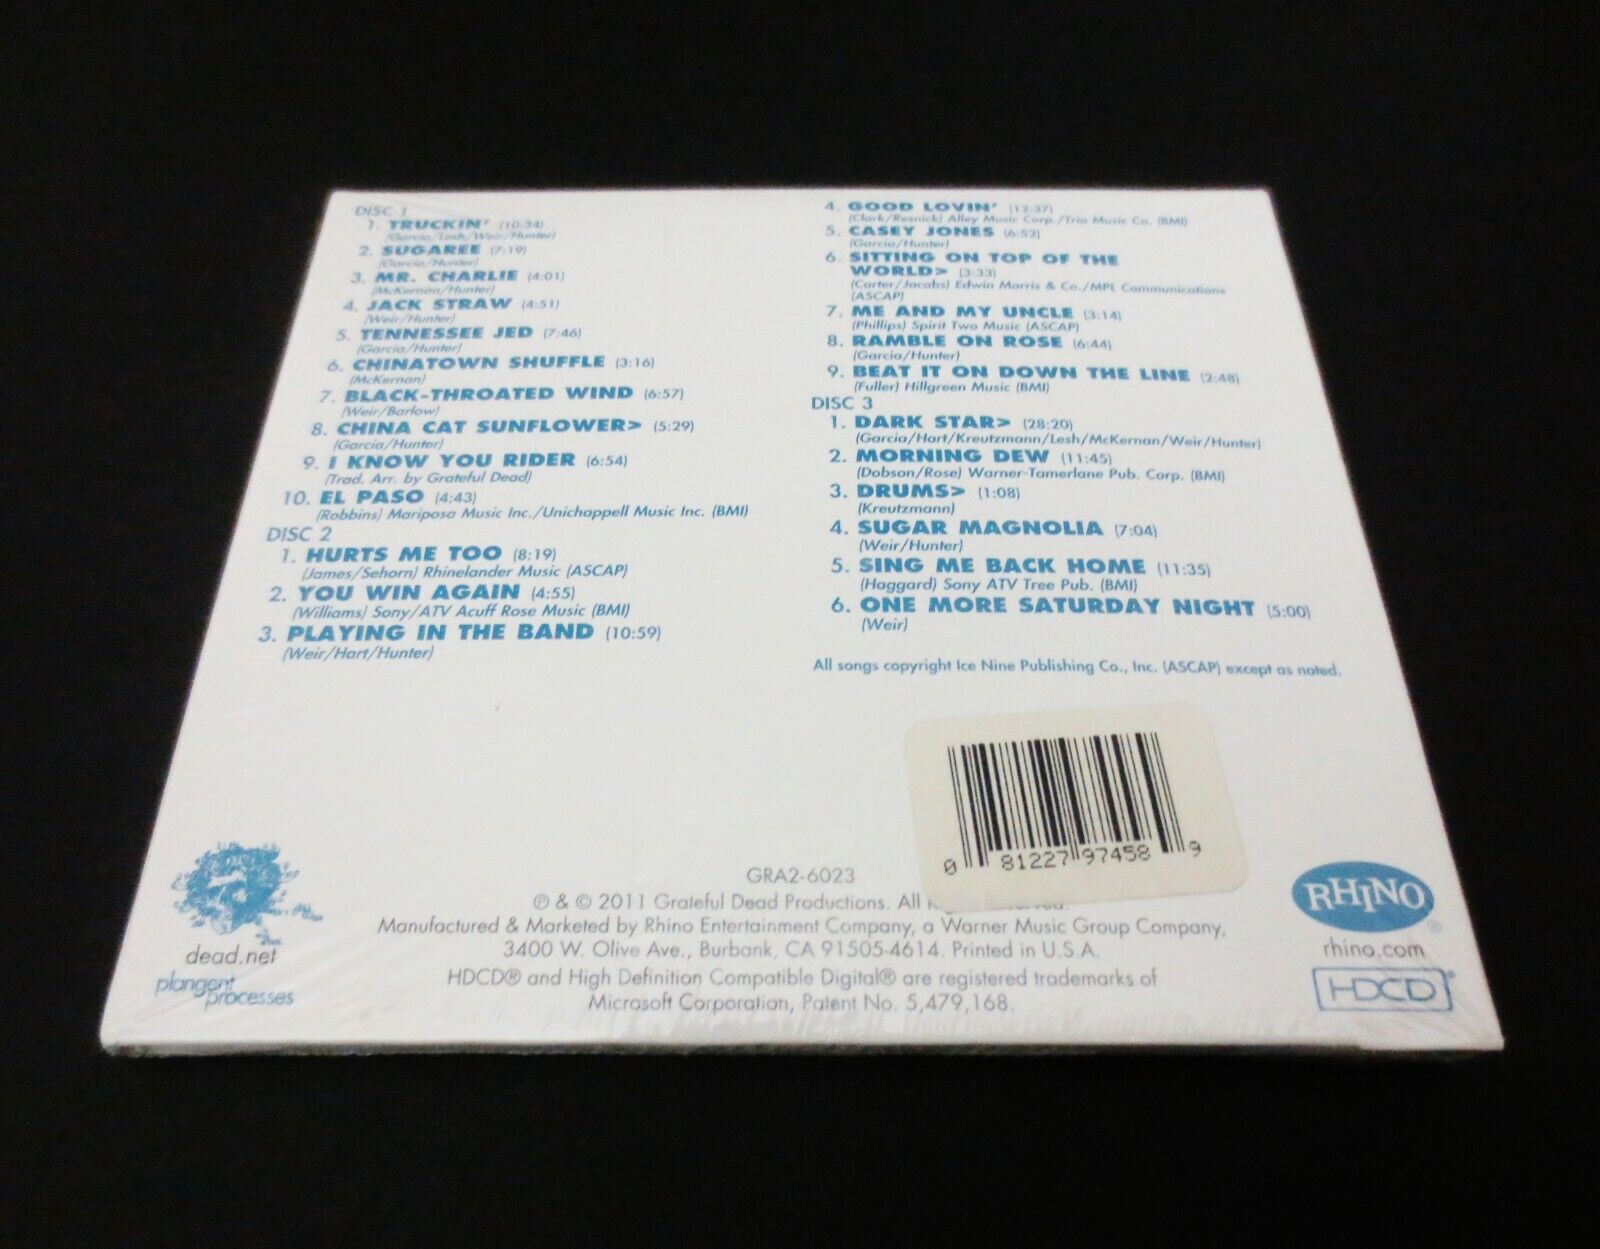 DISC 1
1. TRUCKIN' (10:34)
(Garcia/Lesh/Weir/Hunter)
2. SUGAREE (7:19)
(Garcia/Hunter)
3. MR. CHARLIE (4:01)
(McKernan/Hunter)
4. JACK STRAW (4:51)
(Weir/Hunter)
5. TENNESSEE JED (7:46)
(Garcia/Hunter)
6. CHINATOWN SHUFFLE (3:16)
(McKernan)
7. BLACK-THROATED WIND (6:57)
(Weir/Barlow)
8. CHINA CAT SUNFLOWER> (5:29)
(Garcia/Hunter)
9. I KNOW YOU RIDER (6:54)
(Trad. Arr. by Grateful Dead)
10. EL PASO (4:43)
(Robbins) Mariposa Music Inc./Unichappell Music Inc. (BMI)
DISC 2
1. HURTS ME TOO (8:19)
(James/Sehorn) Rhinelander Music (ASCAP)
2. YOU WIN AGAIN (4:55)
(Williams) Sony/ATV Acuff Rose Music (BMI)
3. PLAYING IN THE BAND (10:59)
(Weir/Hart/Hunter)
4. GOOD LOVIN' (12:37)
(Clark/Resnick) Alley Music Corp./Trio Music Co. (BMI)
5. CASEY JONES (6:52)
(Garcia/Hunter)
6. SITTING ON TOP OF THE
WORLD> (3:33)
(Carter/Jacobs) Edwin Morris & Co./MPL Communications
(ASCAP)
7. ME AND MY UNCLE (3:14)
(Phillips) Spirit Two Music (ASCAP)
8. RAMBLE ON ROSE (6:44)
(Garcia/Hunter)
9. BEAT IT ON DOWN THE LINE (2:48)
(Fuller) Hillgreen Music (BMI)
DISC 3
1. DARK STAR> (28:20)
(Garcia/Hart/Kreutzmann/Lesh/McKernan/Weir/Hunter)
2. MORNING DEW (11:45)
(Dobson/Rose) Warner-Tamerlane Pub. Corp. (BMI)
3. DRUMS> (1:08)
(Kreutzmann)
4. SUGAR MAGNOLIA (7:04)
(Weir/Hunter)
5. SING ME BACK HOME (11:35)
(Haggard) Sony ATV Tree Pub. (BMI)
6. ONE MORE SATURDAY NIGHT (5:00)
(Weir)
All songs copyright Ice Nine Publishing Co., Inc. (ASCAP) except as noted.
0 81227 97458 9
dead.net
plangent
processes
GRA2-6023
℗ & © 2011 Grateful Dead Productions. All
Manufactured & Marketed by Rhino Entertainment Company, a Warner Music Group Company,
3400 W. Olive Ave., Burbank, CA 91505-4614. Printed in U.S.A.
HDCD® and High Definition Compatible Digital® are registered trademarks of
Microsoft Corporation, Patent No. 5,479,168.
RHINO®
rhino.com
HDCD®